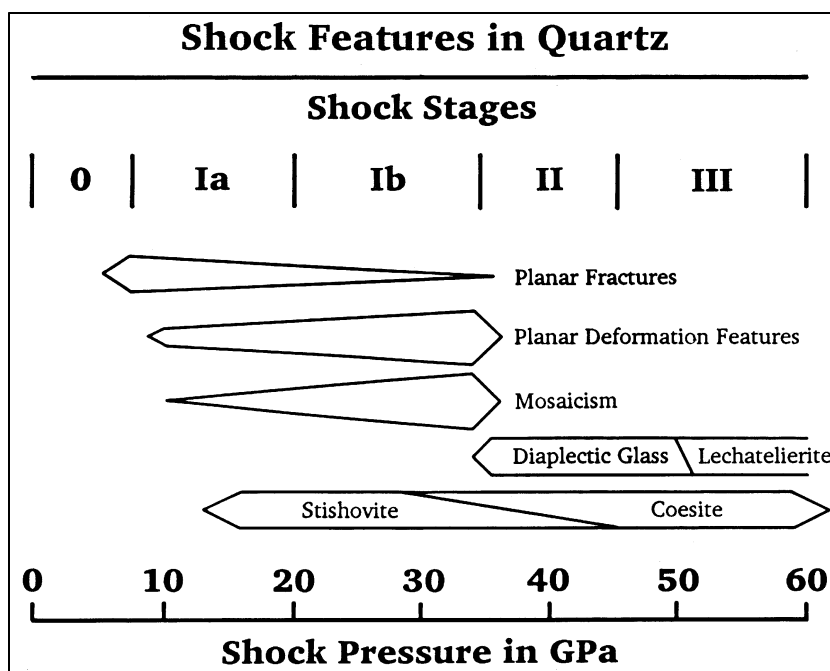 Shock Features in Quartz
Shock Stages
0 Ia Ib II III
Planar Fractures
Planar Deformation Features
Mosaicism
Diaplectic Glass Lechatelierite
Stishovite Coesite
0 10 20 30 40 50 60
Shock Pressure in GPa